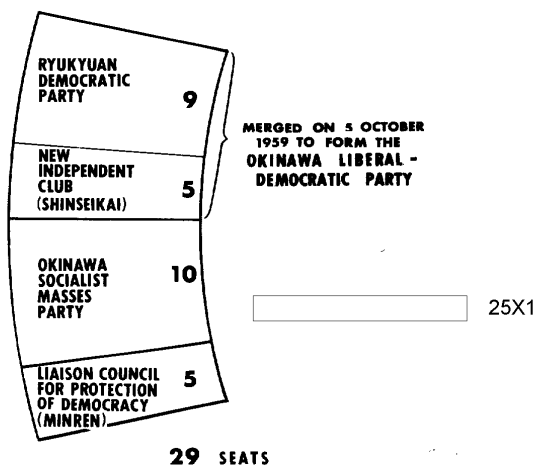 RYUKYUAN
DEMOCRATIC
PARTY
9
NEW
INDEPENDENT
CLUB
(SHINSEIKAI)
5
MERGED ON 5 OCTOBER
1959 TO FORM THE
OKINAWA LIBERAL-
DEMOCRATIC PARTY
OKINAWA
SOCIALIST
MASSES
PARTY
10
25X1
LIAISON COUNCIL
FOR PROTECTION
OF DEMOCRACY
(MINREN)
5
29 SEATS